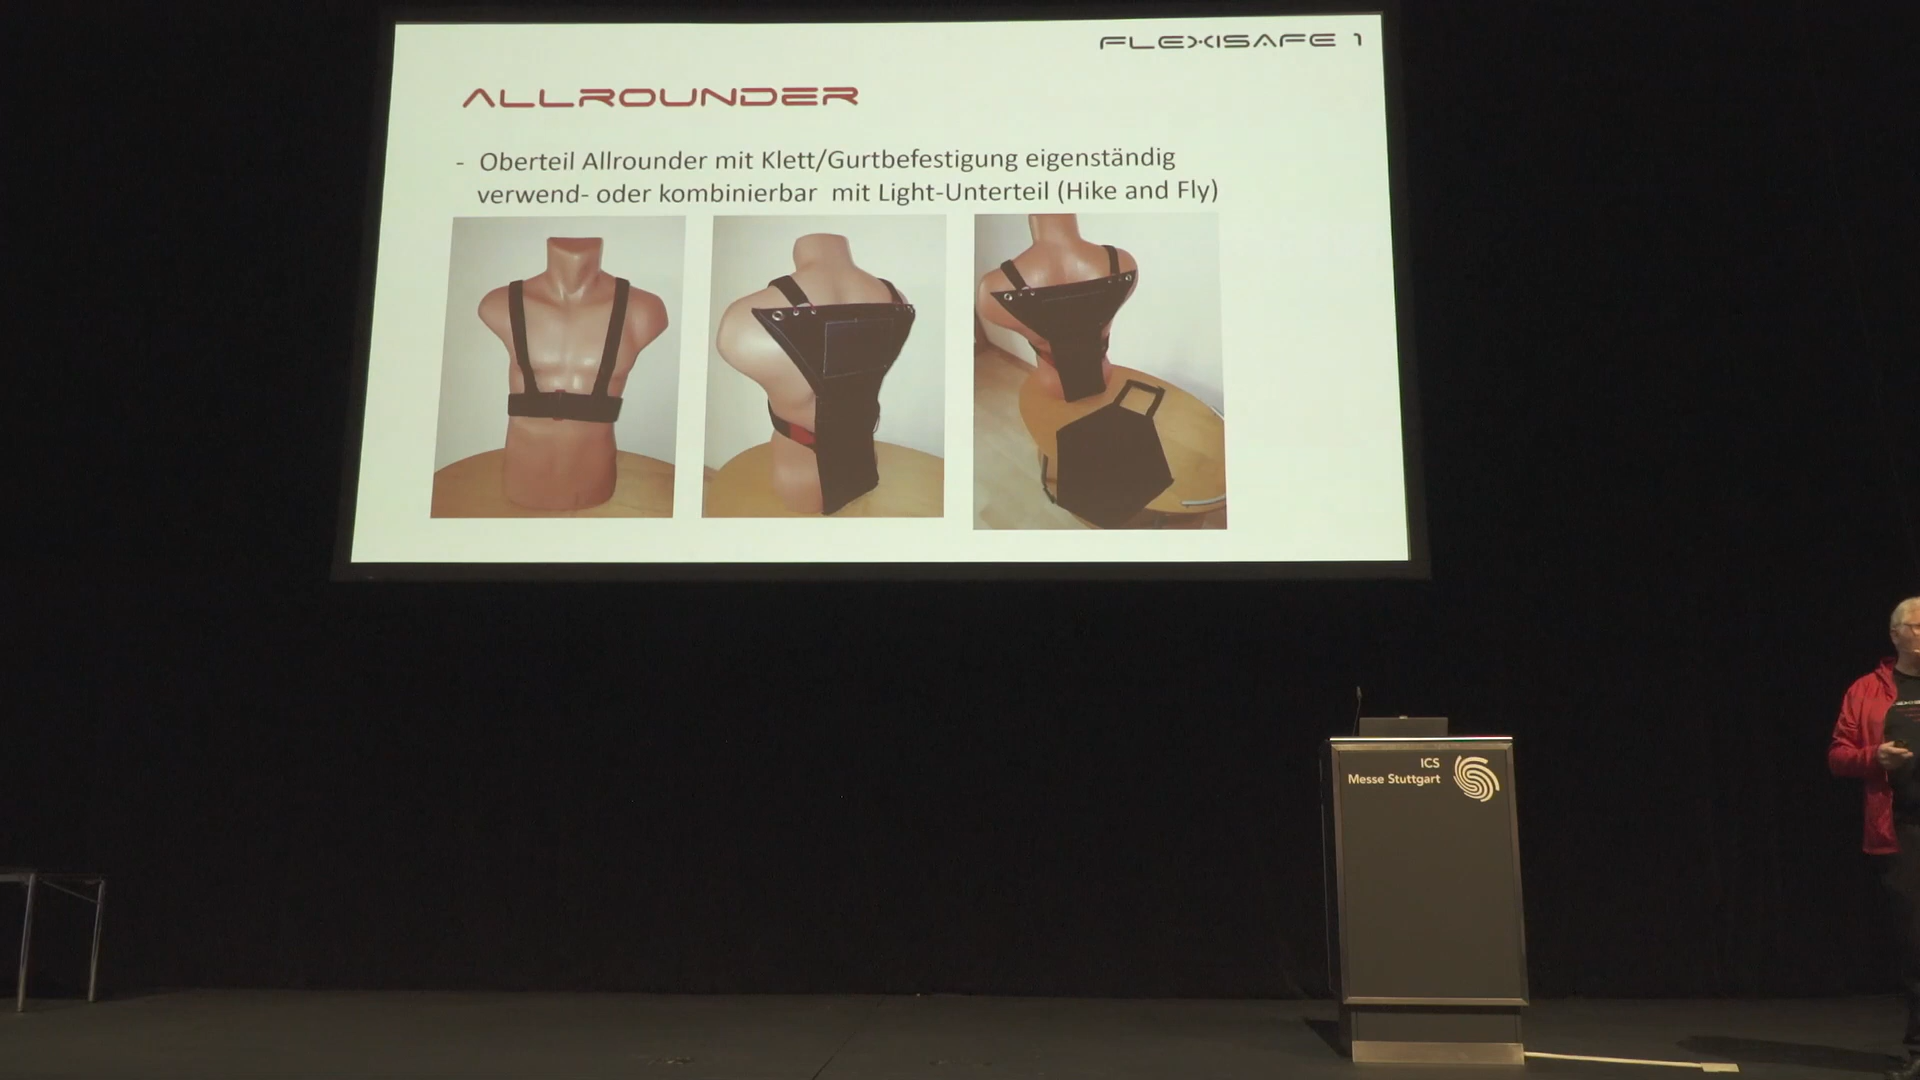 FLEXISAFE 1
ALLROUNDER
- Oberteil Allrounder mit Klett/Gurtbefestigung eigenständig
verwend- oder kombinierbar mit Light-Unterteil (Hike and Fly)
ICS
Messe Stuttgart